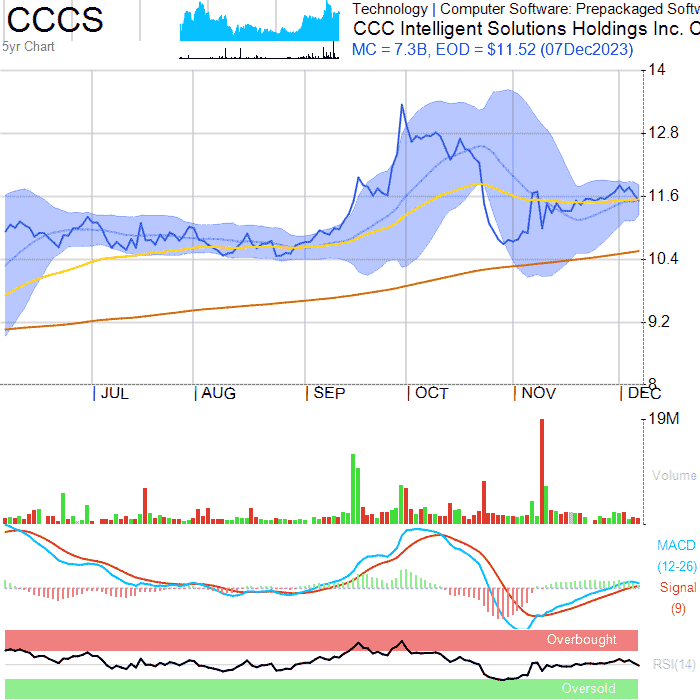 CCCS
5yr Chart
Technology | Computer Software: Prepackaged Softw
CCC Intelligent Solutions Holdings Inc. C
MC = 7.3B, EOD = $11.52 (07Dec2023)
14
12.8
11.6
10.4
9.2
8
JUL AUG SEP OCT NOV DEC
19M
Volume
MACD
(12-26)
Signal
(9)
Overbought
RSI(14)
Oversold